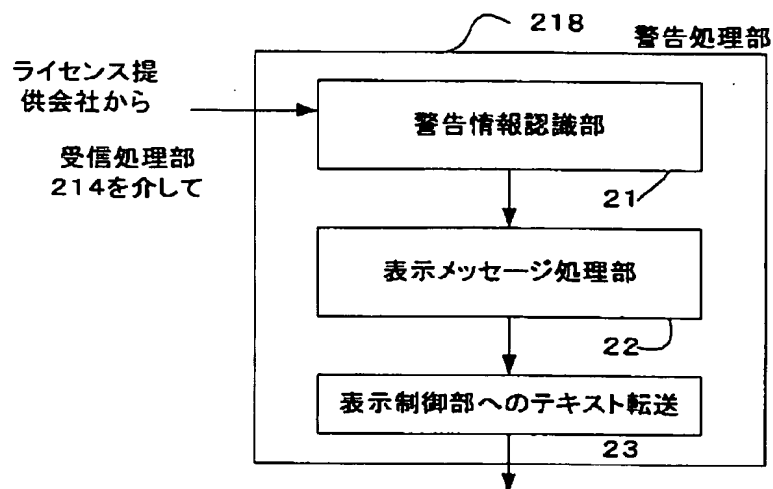 218
警告処理部
ライセンス提
供会社から
受信処理部
214を介して
警告情報認識部
21
表示メッセージ処理部
22
表示制御部へのテキスト転送
23